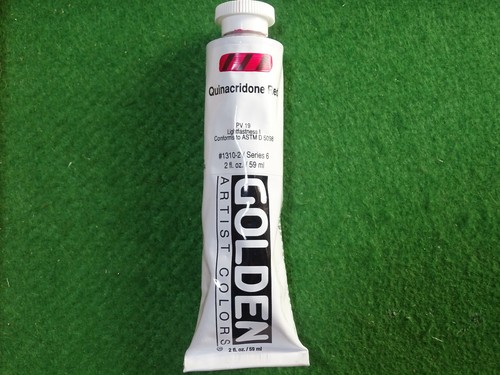 Quinacridone Red
PV 19
Lightfastness I
Conforms to ASTM D 5098
#1310-2 / Series 6
2 fl. oz. / 59 ml
GOLDEN
ARTIST COLORS®
2 fl. oz. / 59 ml